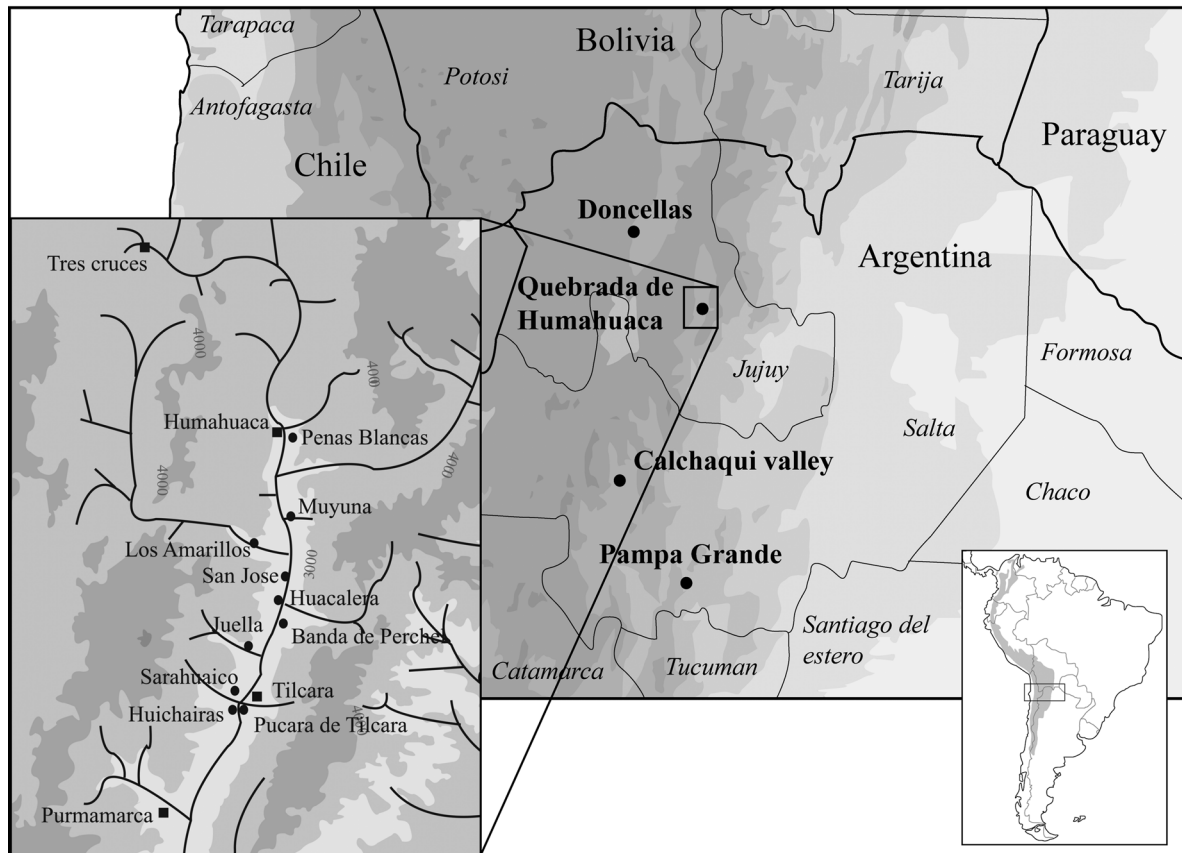 Tarapaca
Bolivia
Potosi
Tarija
Antofagasta
Paraguay
Chile
Doncellas
Argentina
Quebrada de
Humahuaca
Formosa
Jujuy
Salta
Calchaqui valley
Chaco
Pampa Grande
Santiago del
estero
Catamarca
Tucuman
Tres cruces
4000
4000
Humahuaca
Penas Blancas
4000
4000
Muyuna
Los Amarillos
3000
San Jose
Huacalera
Juella
Banda de Perchel
Sarahuaico
Tilcara
Huichairas
Pucara de Tilcara
4000
Purmamarca